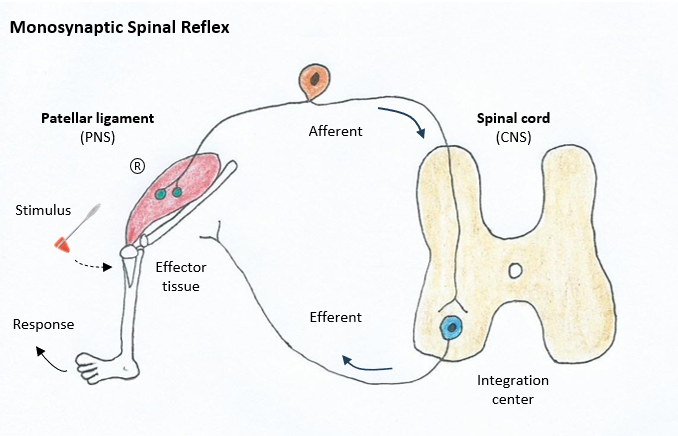 Monosynaptic Spinal Reflex
Patellar ligament
(PNS)
Afferent
Spinal cord
(CNS)
®
Stimulus
Effector
tissue
Response
Efferent
Integration
center